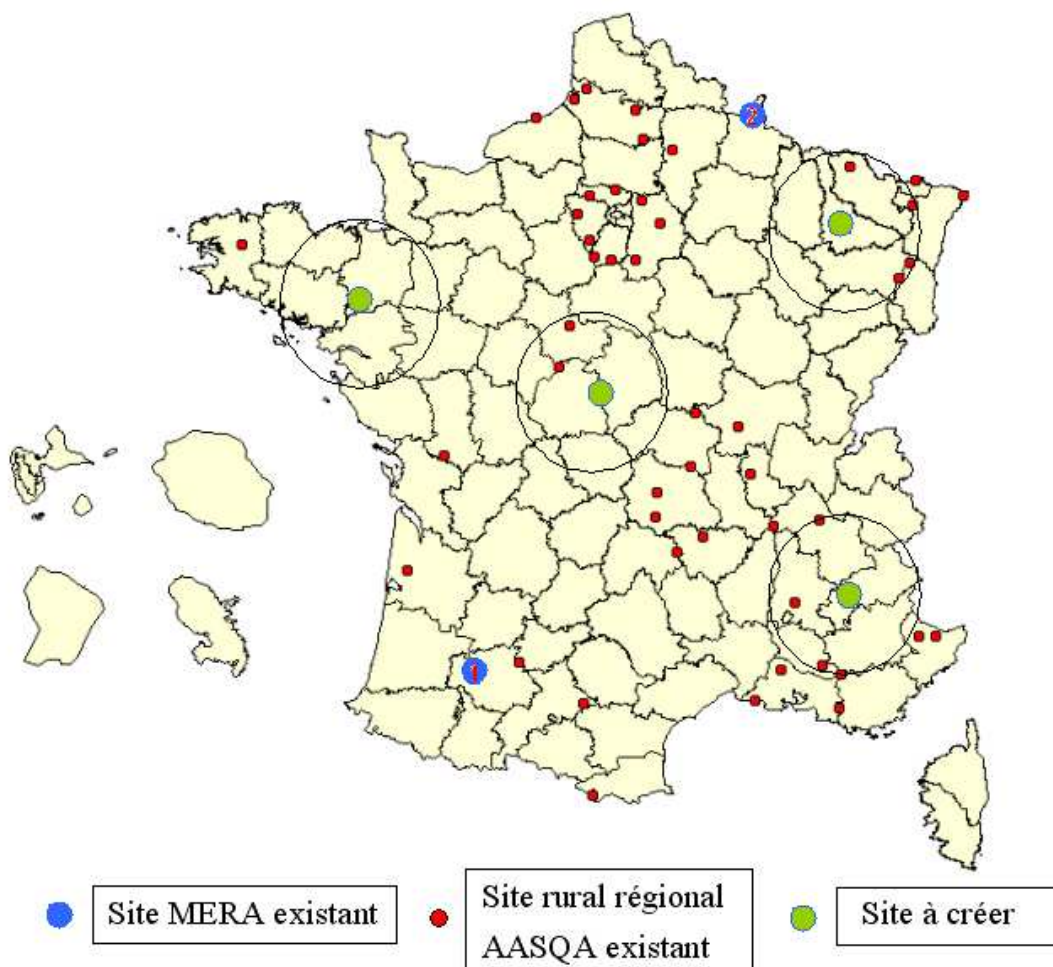 2
1
Site MERA existant
Site rural régional
AASQA existant
Site à créer